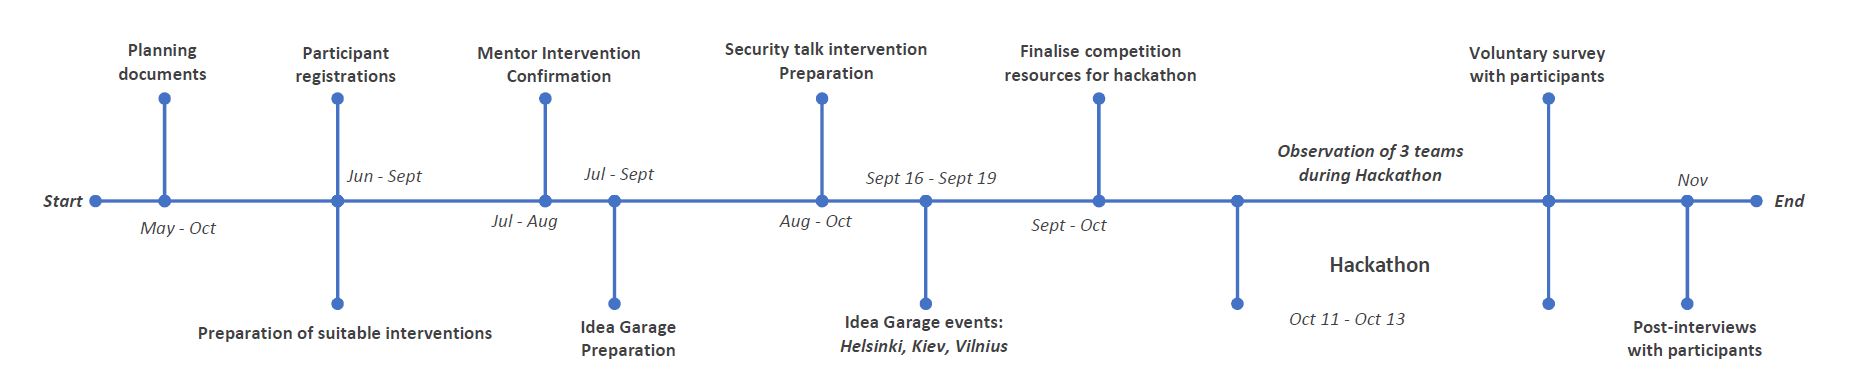 Planning
documents
Participant
registrations
Mentor Intervention
Confirmation
Security talk intervention
Preparation
Finalise competition
resources for hackathon
Voluntary survey
with participants
Observation of 3 teams
during Hackathon
Jun - Sept
Jul - Sept
Sept 16 - Sept 19
Nov
Start
End
May - Oct
Jul - Aug
Aug - Oct
Sept - Oct
Hackathon
Oct 11 - Oct 13
Preparation of suitable interventions
Idea Garage
Preparation
Idea Garage events:
Helsinki, Kiev, Vilnius
Post-interviews
with participants